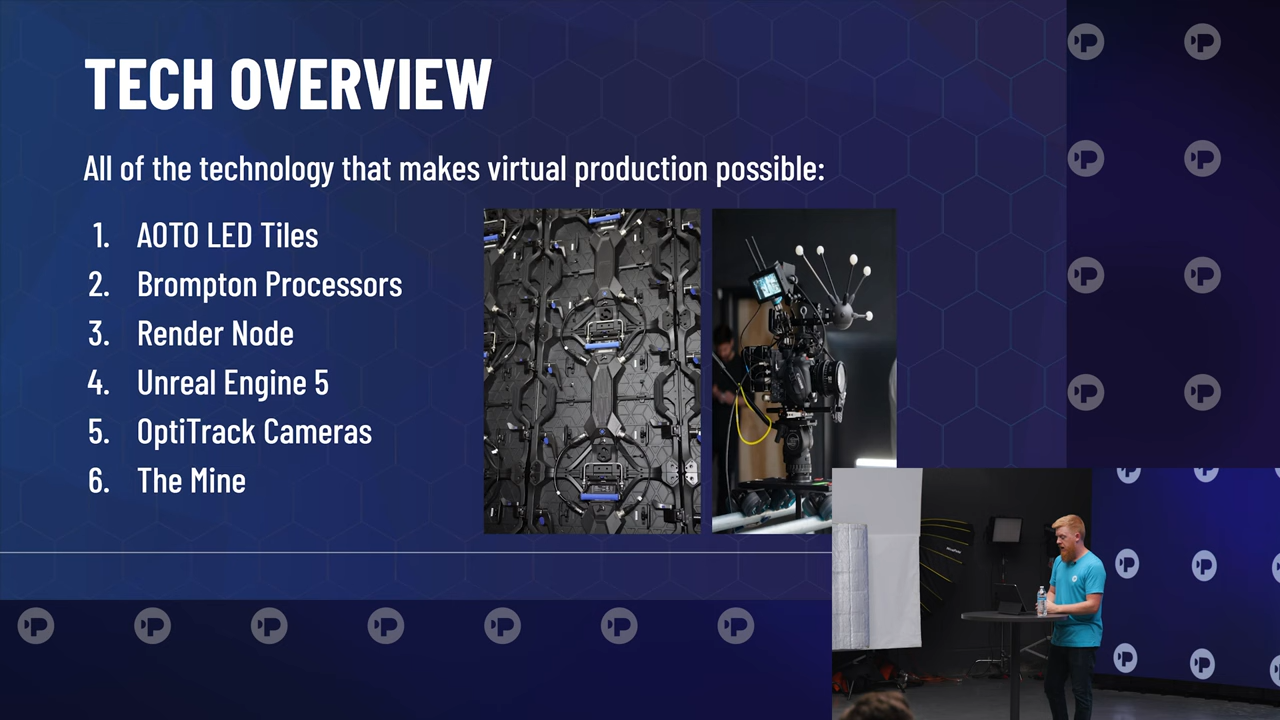 TECH OVERVIEW
All of the technology that makes virtual production possible:
1. AOTO LED Tiles
2. Brompton Processors
3. Render Node
4. Unreal Engine 5
5. OptiTrack Cameras
6. The Mine